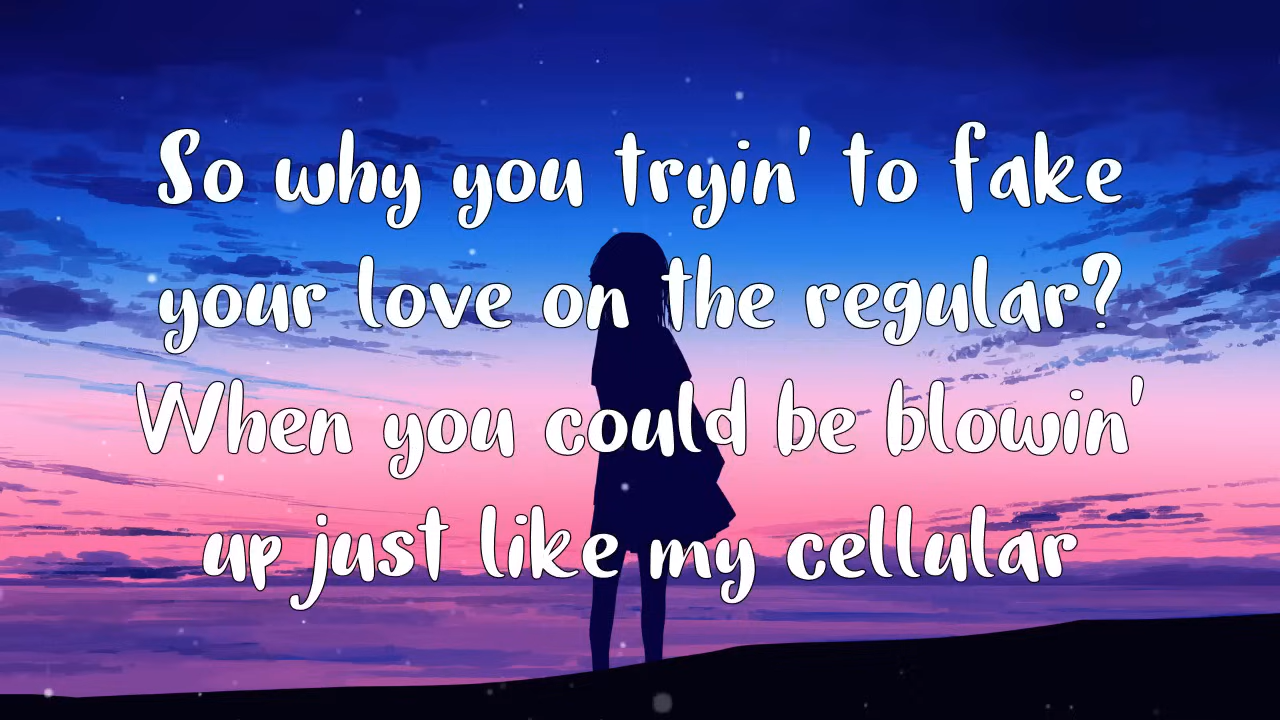 So why you tryin' to fake
your love on the regular?
When you could be blowin'
up just like my cellular